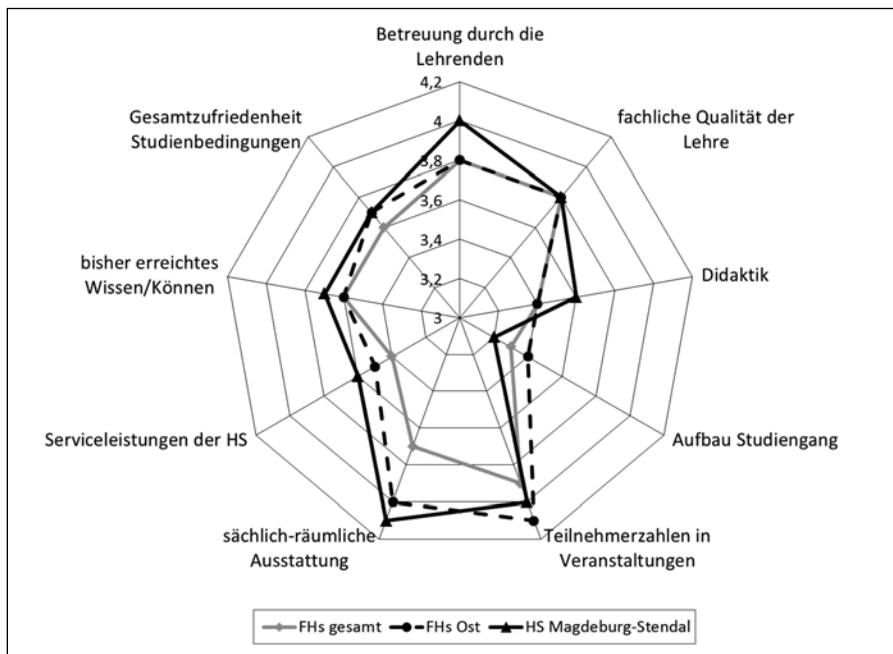 Betreuung durch die
Lehrenden
4,2
Gesamtzufriedenheit
Studienbedingungen
fachliche Qualität der
Lehre
4
3,8
3,6
bisher erreichtes
Wissen/Können
Didaktik
3,4
3,2
3
Serviceleistungen der HS
Aufbau Studiengang
sächlich-räumliche
Ausstattung
Teilnehmerzahlen in
Veranstaltungen
FHs gesamt FHs Ost HS Magdeburg-Stendal